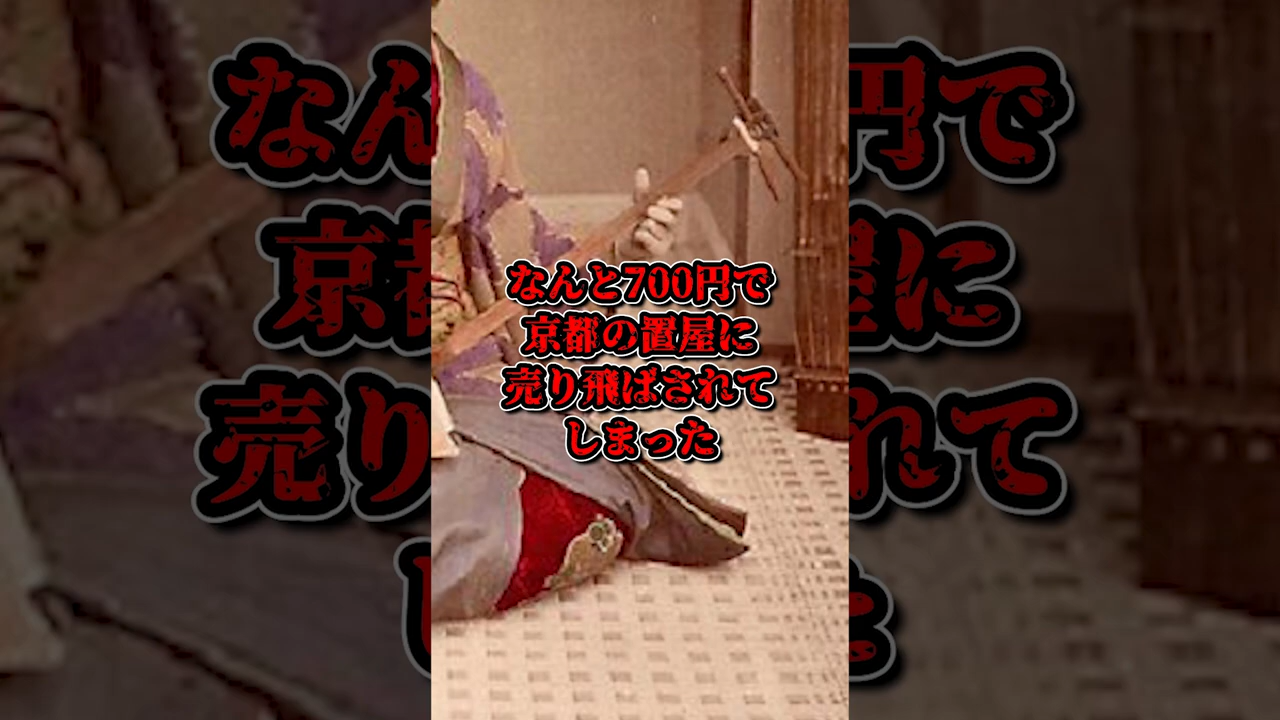 なんと700円で
京都の置屋に
売り飛ばされて
しまった